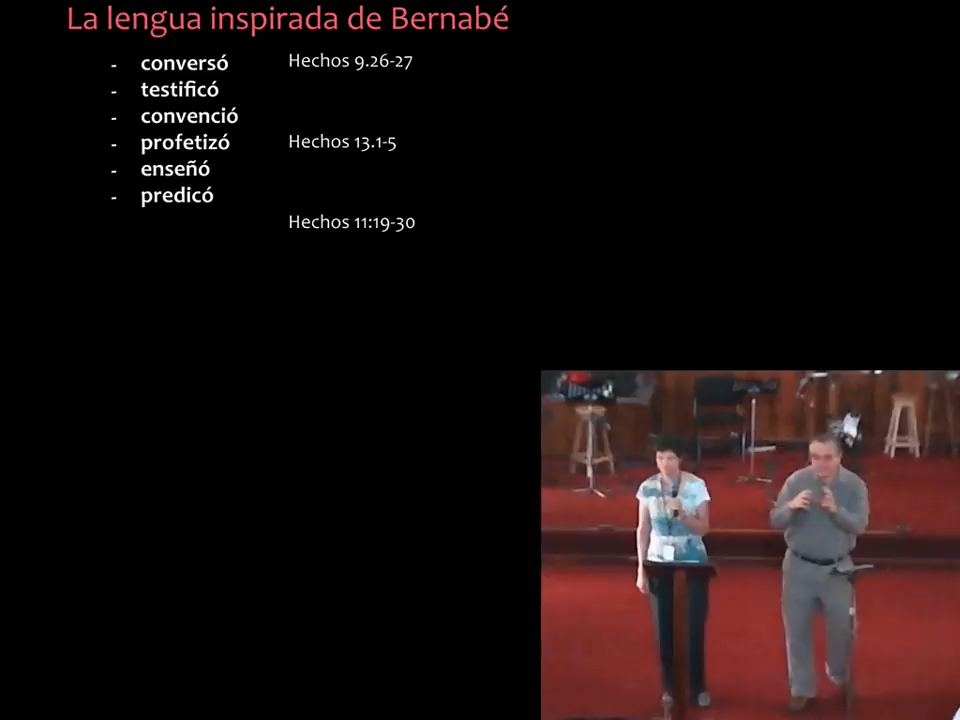 La lengua inspirada de Bernabé
- conversó
Hechos 9.26-27
- testificó
- convenció
- profetizó
Hechos 13.1-5
- enseñó
- predicó
Hechos 11:19-30